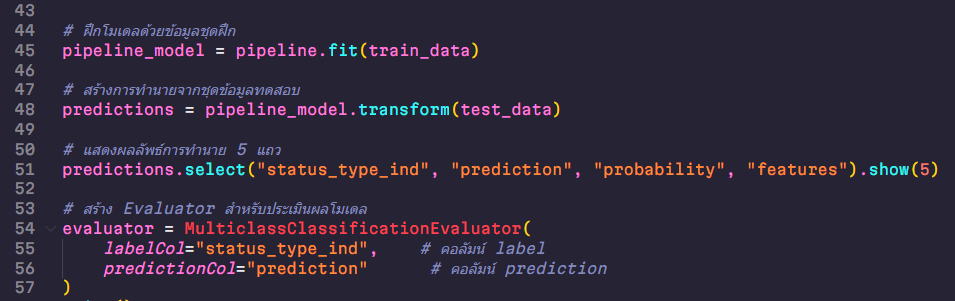 43
44 # ฝึกโมเดลด้วยข้อมูลชุดฝึก
45 pipeline_model = pipeline.fit(train_data)
46
47 # สร้างการทำนายจากชุดข้อมูลทดสอบ
48 predictions = pipeline_model.transform(test_data)
49
50 # แสดงผลลัพธ์การทำนาย 5 แถว
51 predictions.select("status_type_ind", "prediction", "probability", "features").show(5)
52
53 # สร้าง Evaluator สำหรับประเมินผลโมเดล
54 evaluator = MulticlassClassificationEvaluator(
55     labelCol="status_type_ind",    # คอลัมน์ label
56     predictionCol="prediction"      # คอลัมน์ prediction
57 )